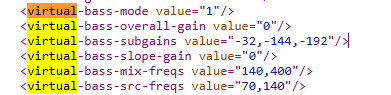 <virtual-bass-mode value="1"/>
<virtual-bass-overall-gain value="0"/>
<virtual-bass-subgains value="-32,-144,-192"/>
<virtual-bass-slope-gain value="0"/>
<virtual-bass-mix-freqs value="140,400"/>
<virtual-bass-src-freqs value="70,140"/>